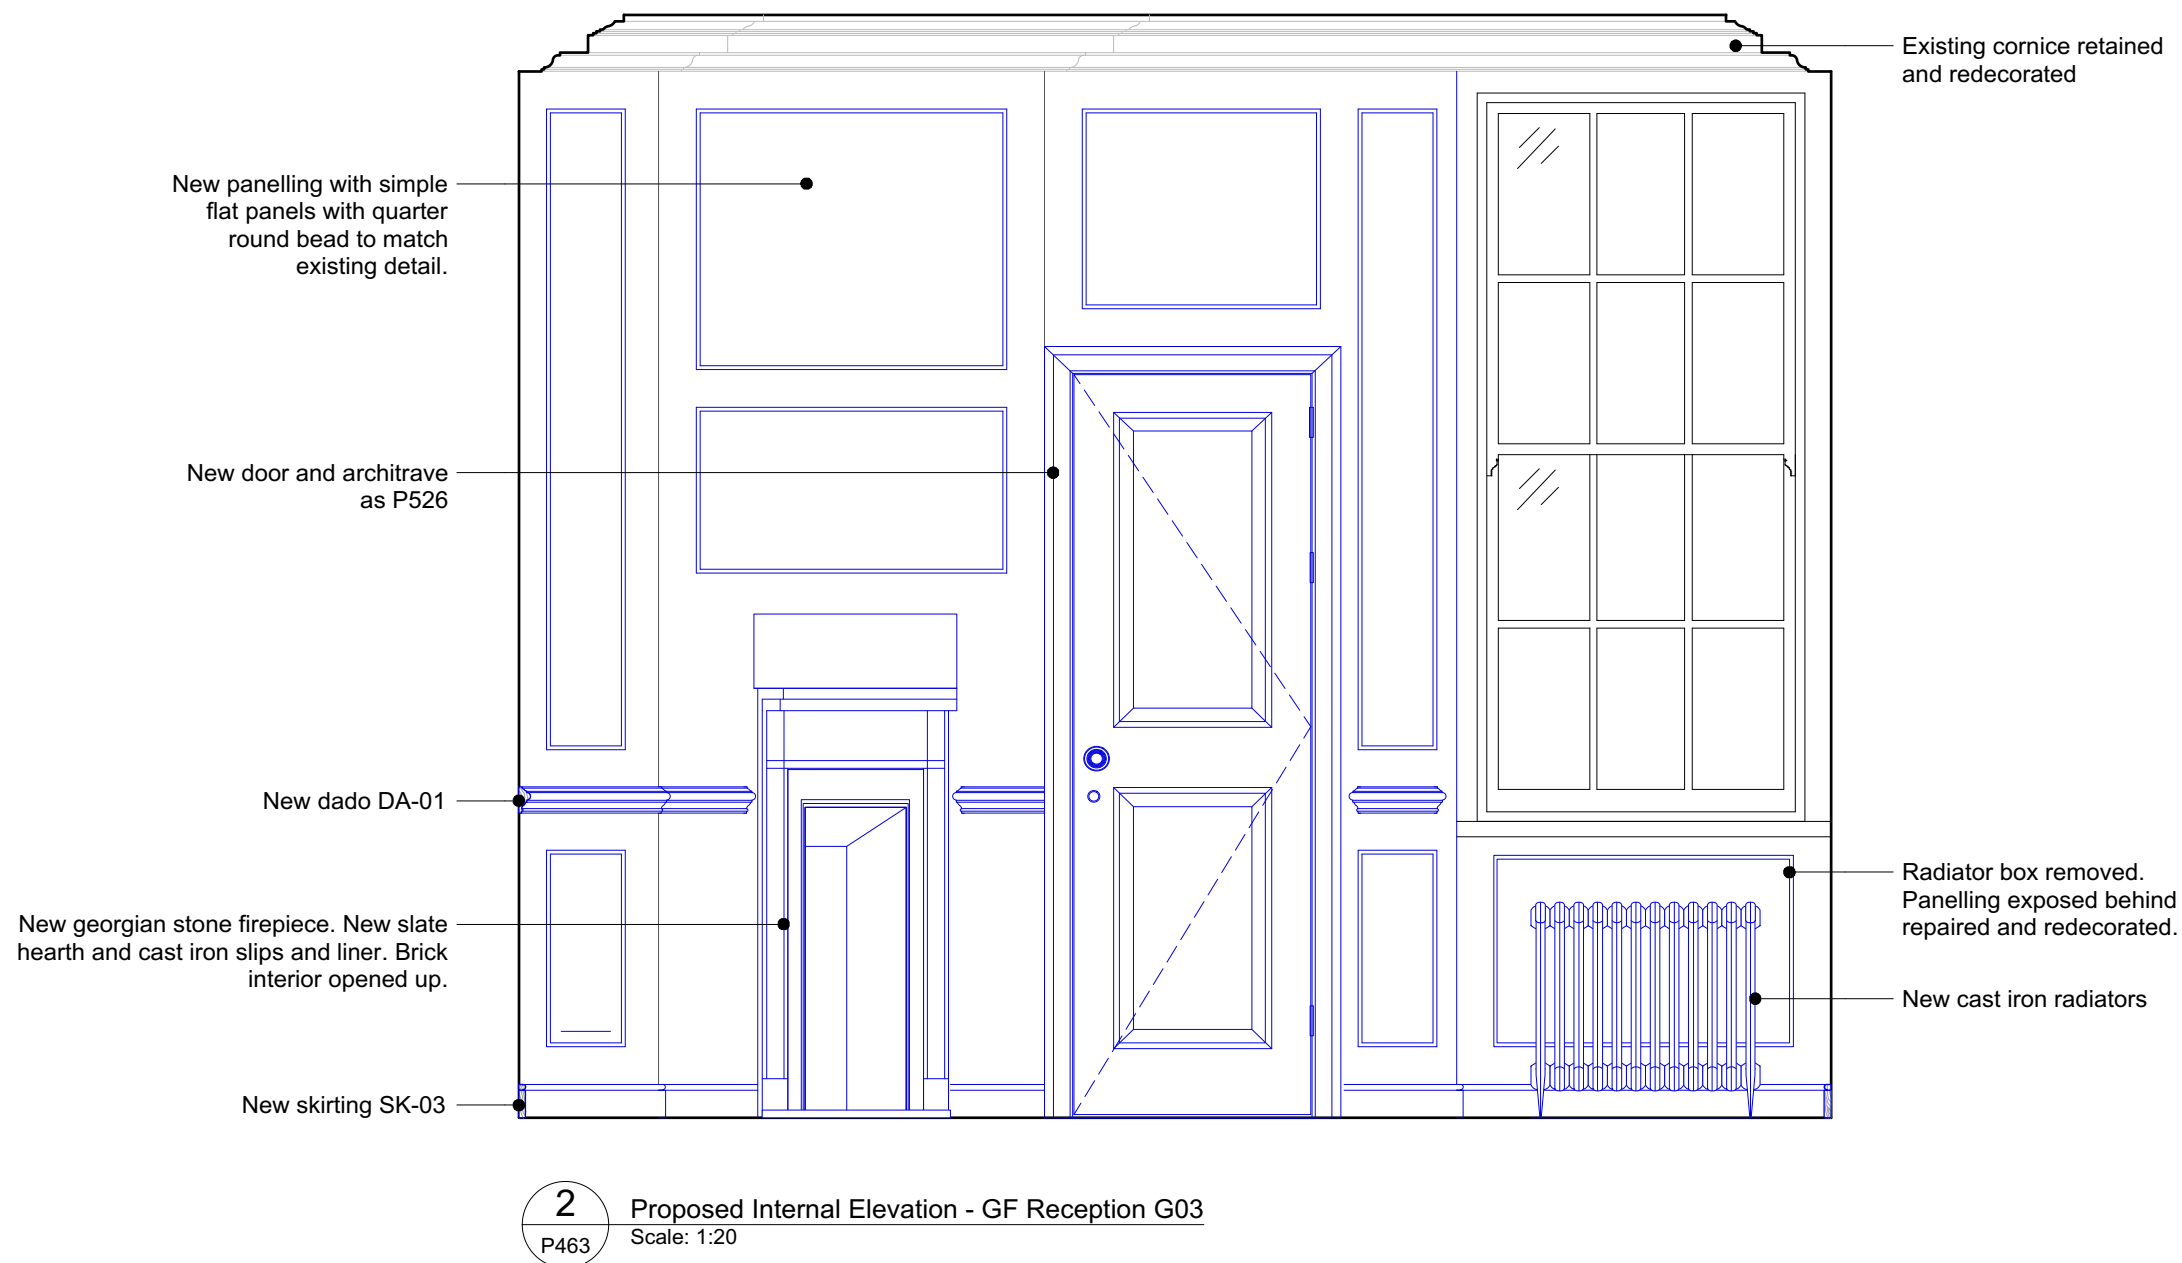 Existing cornice retained
and redecorated
New panelling with simple
flat panels with quarter
round bead to match
existing detail.
New door and architrave
as P526
New dado DA-01
Radiator box removed.
Panelling exposed behind
repaired and redecorated.
New georgian stone firepiece. New slate
hearth and cast iron slips and liner. Brick
interior opened up.
New cast iron radiators
New skirting SK-03
2
P463
Proposed Internal Elevation - GF Reception G03
Scale: 1:20